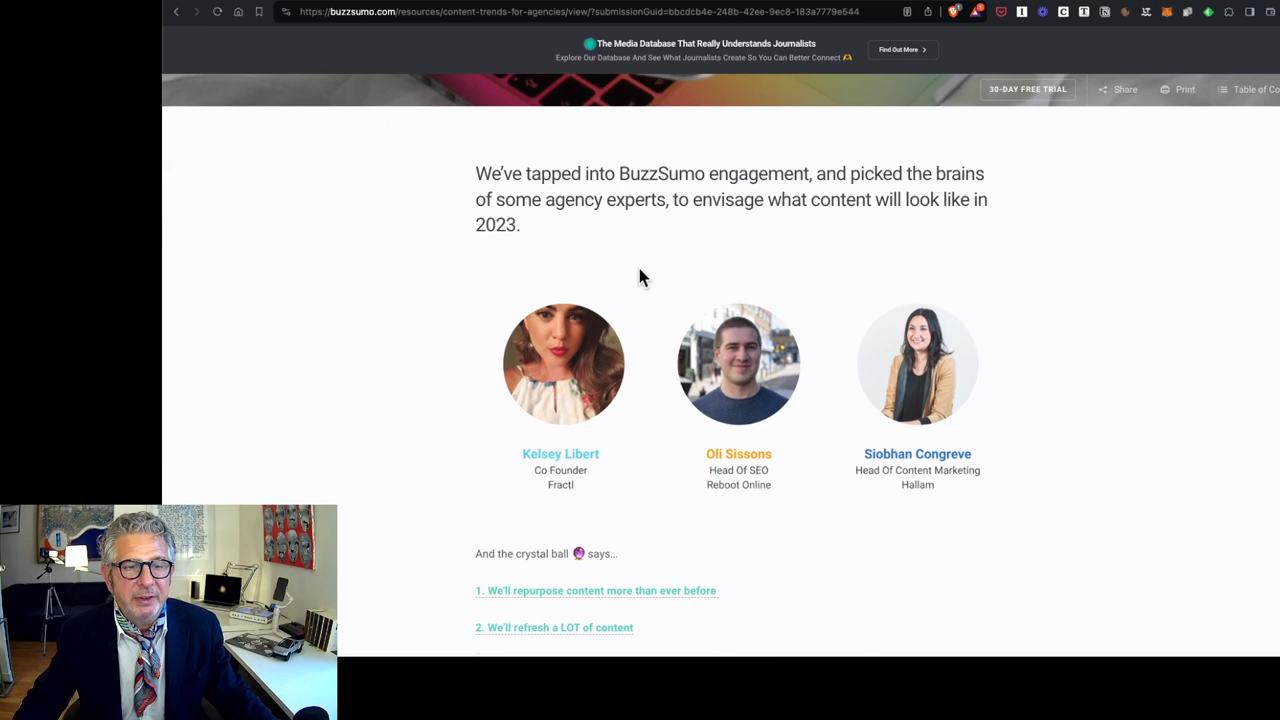 https://buzzsumo.com/resources/content-trends-for-agencies/view/?submissionGuid=bbcdcb4e-248b-42ee-9ec8-183a7779e544
The Media Database That Really Understands Journalists
Explore Our Database And See What Journalists Create So You Can Better Connect 🫶
Find Out More >
30-DAY FREE TRIAL
Share
Print
Table of Co
We've tapped into BuzzSumo engagement, and picked the brains
of some agency experts, to envisage what content will look like in
2023.
Kelsey Libert
Co Founder
Fractl
Oli Sissons
Head Of SEO
Reboot Online
Siobhan Congreve
Head Of Content Marketing
Hallam
And the crystal ball 🔮 says...
1. We'll repurpose content more than ever before
2. We'll refresh a LOT of content